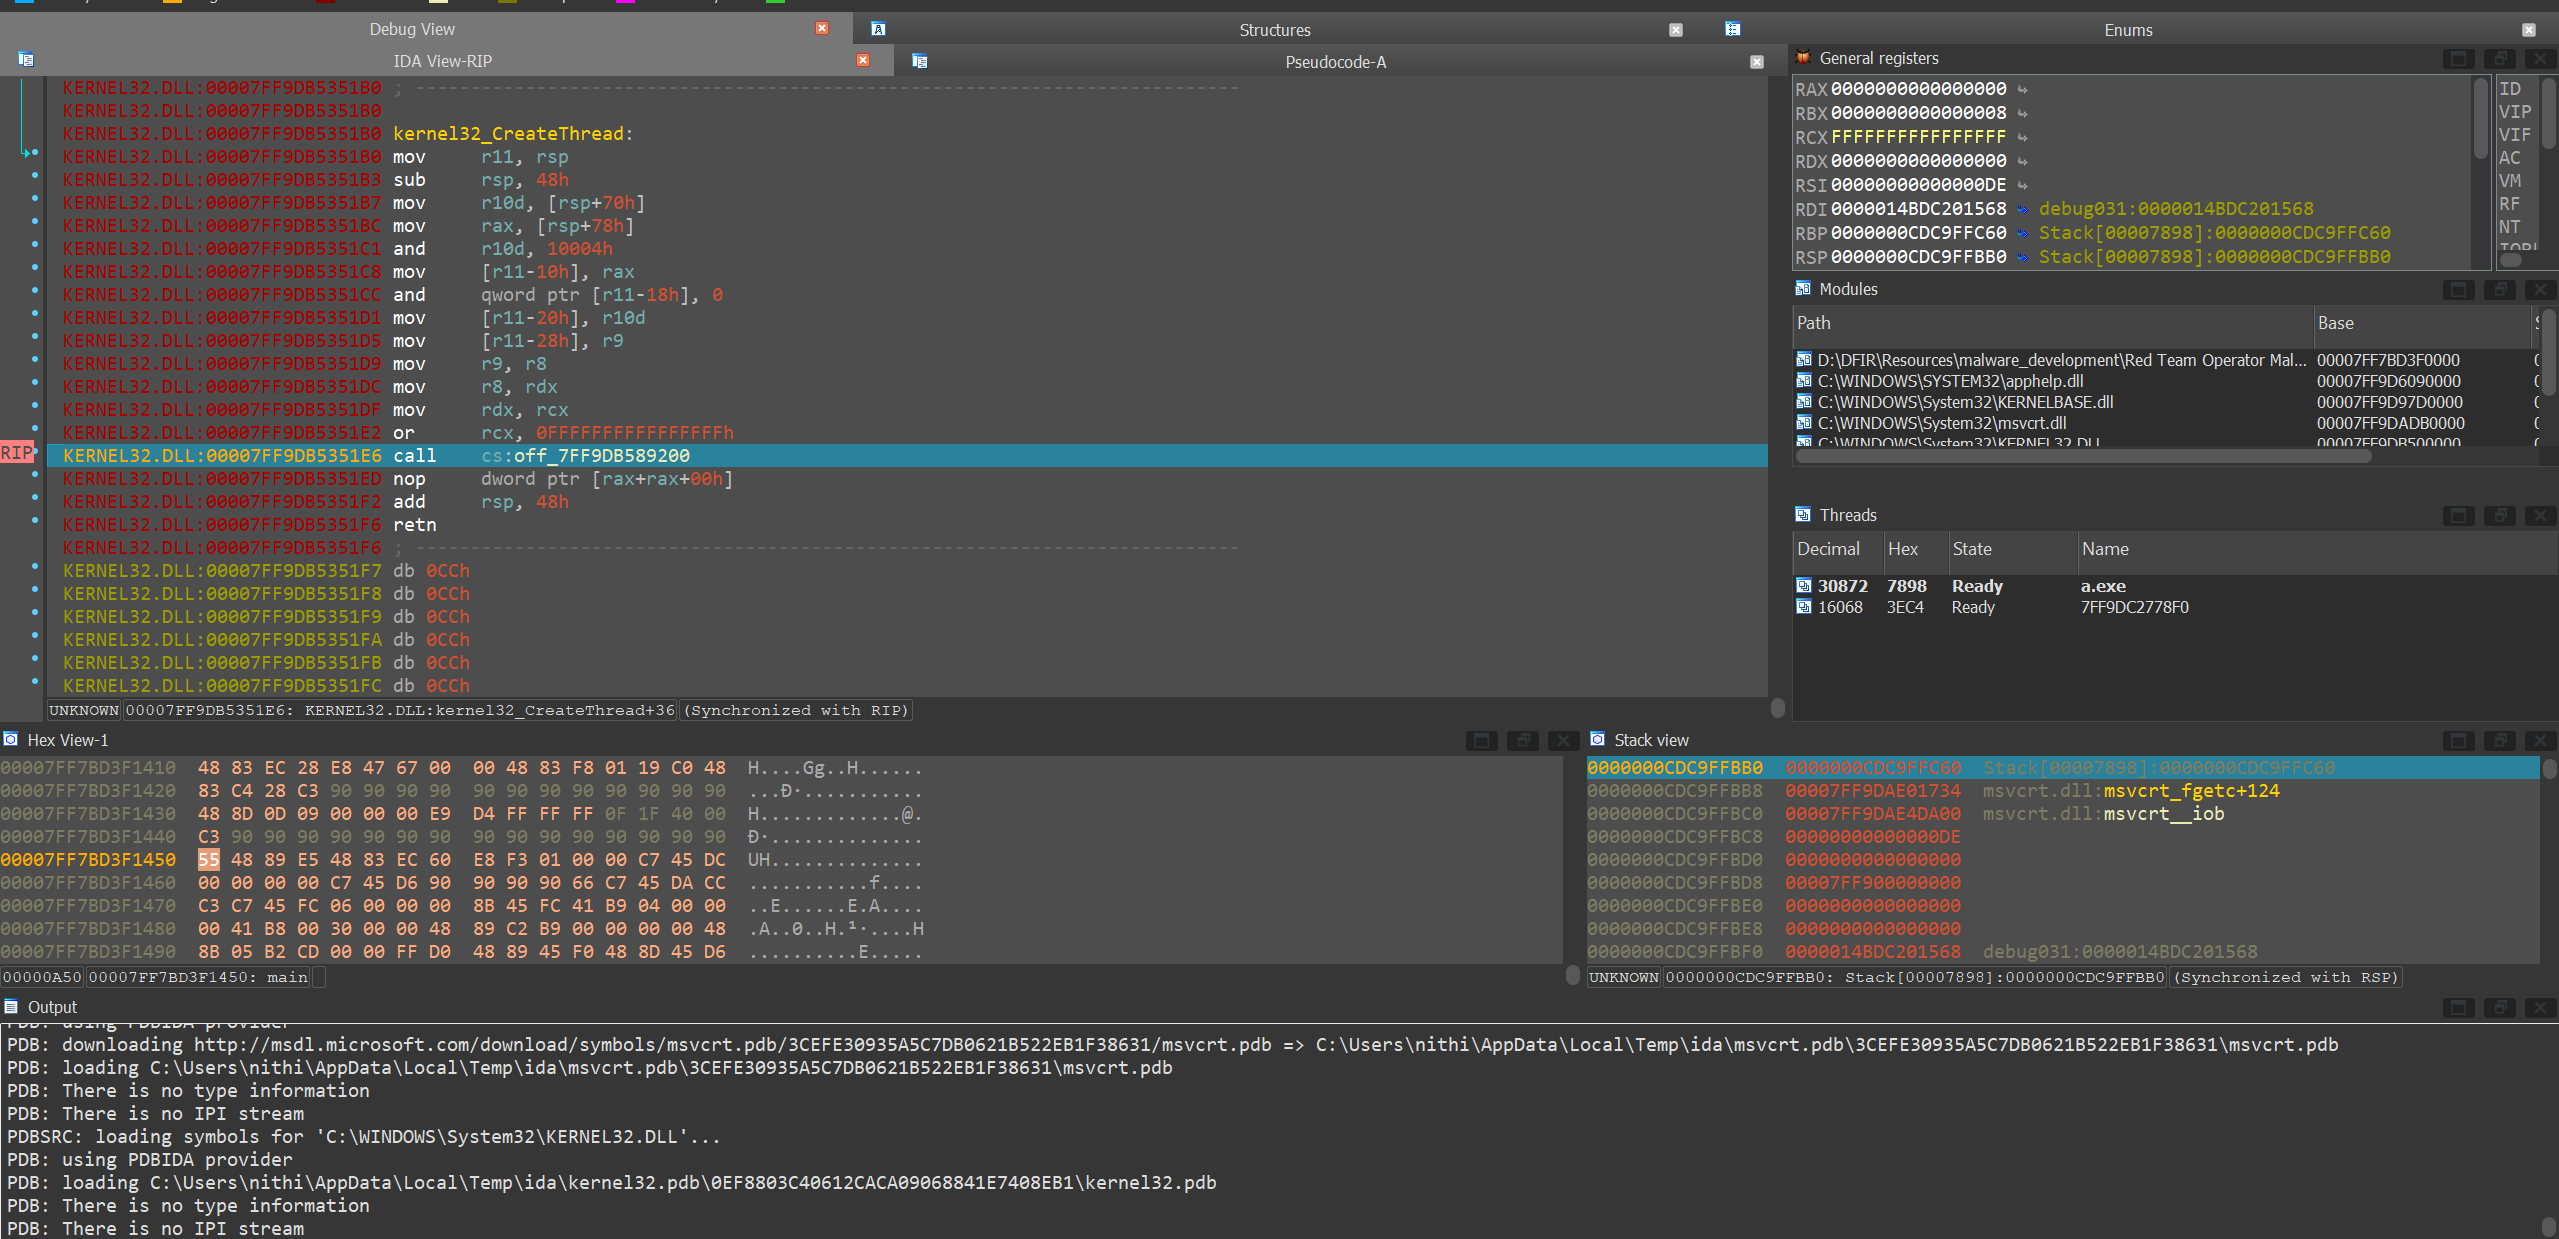 Debug View
Structures
Enums
IDA View-RIP
Pseudocode-A
KERNEL32.DLL:00007FF9DB5351B0 ; ---------------------------------------------------------------------------
KERNEL32.DLL:00007FF9DB5351B0
KERNEL32.DLL:00007FF9DB5351B0 kernel32_CreateThread:
KERNEL32.DLL:00007FF9DB5351B0 mov r11, rsp
KERNEL32.DLL:00007FF9DB5351B3 sub rsp, 48h
KERNEL32.DLL:00007FF9DB5351B7 mov r10d, [rsp+70h]
KERNEL32.DLL:00007FF9DB5351BC mov rax, [rsp+78h]
KERNEL32.DLL:00007FF9DB5351C1 and r10d, 10004h
KERNEL32.DLL:00007FF9DB5351C8 mov [r11-10h], rax
KERNEL32.DLL:00007FF9DB5351CC and qword ptr [r11-18h], 0
KERNEL32.DLL:00007FF9DB5351D1 mov [r11-20h], r10d
KERNEL32.DLL:00007FF9DB5351D5 mov [r11-28h], r9
KERNEL32.DLL:00007FF9DB5351D9 mov r9, r8
KERNEL32.DLL:00007FF9DB5351DC mov r8, rdx
KERNEL32.DLL:00007FF9DB5351DF mov rdx, rcx
KERNEL32.DLL:00007FF9DB5351E2 or rcx, 0FFFFFFFFFFFFFFFFh
RIP KERNEL32.DLL:00007FF9DB5351E6 call cs:off_7FF9DB589200
KERNEL32.DLL:00007FF9DB5351ED nop dword ptr [rax+rax+00h]
KERNEL32.DLL:00007FF9DB5351F2 add rsp, 48h
KERNEL32.DLL:00007FF9DB5351F6 retn
KERNEL32.DLL:00007FF9DB5351F6 ; ---------------------------------------------------------------------------
KERNEL32.DLL:00007FF9DB5351F7 db 0CCh
KERNEL32.DLL:00007FF9DB5351F8 db 0CCh
KERNEL32.DLL:00007FF9DB5351F9 db 0CCh
KERNEL32.DLL:00007FF9DB5351FA db 0CCh
KERNEL32.DLL:00007FF9DB5351FB db 0CCh
KERNEL32.DLL:00007FF9DB5351FC db 0CCh
UNKNOWN 00007FF9DB5351E6: KERNEL32.DLL:kernel32_CreateThread+36 (Synchronized with RIP)
General registers
RAX 0000000000000000
RBX 0000000000000008
RCX FFFFFFFFFFFFFFFF
RDX 0000000000000000
RSI 00000000000000DE
RDI 0000014BDC201568 debug031:0000014BDC201568
RBP 0000000CDC9FFC60 Stack[00007898]:0000000CDC9FFC60
RSP 0000000CDC9FFBB0 Stack[00007898]:0000000CDC9FFBB0
ID
VIP
VIF
AC
VM
RF
NT
IOPL
Modules
Path Base
D:\DFIR\Resources\malware_development\Red Team Operator Mal... 00007FF7BD3F0000
C:\WINDOWS\SYSTEM32\apphelp.dll 00007FF9D6090000
C:\WINDOWS\System32\KERNELBASE.dll 00007FF9D97D0000
C:\WINDOWS\System32\msvcrt.dll 00007FF9DADB0000
C:\WINDOWS\System32\KERNEL32.DLL 00007FF9DB500000
Threads
Decimal Hex State Name
30872 7898 Ready a.exe
16068 3EC4 Ready 7FF9DC2778F0
Hex View-1
00007FF7BD3F1410 48 83 EC 28 E8 47 67 00 00 48 83 F8 01 19 C0 48 H....Gg..H......
00007FF7BD3F1420 83 C4 28 C3 90 90 90 90 90 90 90 90 90 90 90 90 ...Ð·...........
00007FF7BD3F1430 48 8D 0D 09 00 00 00 E9 D4 FF FF FF 0F 1F 40 00 H.............@.
00007FF7BD3F1440 C3 90 90 90 90 90 90 90 90 90 90 90 90 90 90 90 Ð·..............
00007FF7BD3F1450 55 48 89 E5 48 83 EC 60 E8 F3 01 00 00 C7 45 DC UH..............
00007FF7BD3F1460 00 00 00 00 C7 45 D6 90 90 90 90 66 C7 45 DA CC ...........f....
00007FF7BD3F1470 C3 C7 45 FC 06 00 00 00 8B 45 FC 41 B9 04 00 00 ..E......E.A....
00007FF7BD3F1480 00 41 B8 00 30 00 00 48 89 C2 B9 00 00 00 00 48 .A..0..H.¹·....H
00007FF7BD3F1490 8B 05 B2 CD 00 00 FF D0 48 89 45 F0 48 8D 45 D6 ..........E.....
00000A50 00007FF7BD3F1450: main
Stack view
0000000CDC9FFBB0 0000000CDC9FFC60 Stack[00007898]:0000000CDC9FFC60
0000000CDC9FFBB8 00007FF9DAE01734 msvcrt.dll:msvcrt_fgetc+124
0000000CDC9FFBC0 00007FF9DAE4DA00 msvcrt.dll:msvcrt__iob
0000000CDC9FFBC8 00000000000000DE
0000000CDC9FFBD0 0000000000000000
0000000CDC9FFBD8 00007FF900000000
0000000CDC9FFBE0 0000000000000000
0000000CDC9FFBE8 0000000000000000
0000000CDC9FFBF0 0000014BDC201568 debug031:0000014BDC201568
UNKNOWN 0000000CDC9FFBB0: Stack[00007898]:0000000CDC9FFBB0 (Synchronized with RSP)
Output
PDB: using PDBIDA provider
PDB: downloading http://msdl.microsoft.com/download/symbols/msvcrt.pdb/3CEFE30935A5C7DB0621B522EB1F38631/msvcrt.pdb => C:\Users\nithi\AppData\Local\Temp\ida\msvcrt.pdb\3CEFE30935A5C7DB0621B522EB1F38631\msvcrt.pdb
PDB: loading C:\Users\nithi\AppData\Local\Temp\ida\msvcrt.pdb\3CEFE30935A5C7DB0621B522EB1F38631\msvcrt.pdb
PDB: There is no type information
PDB: There is no IPI stream
PDBSRC: loading symbols for 'C:\WINDOWS\System32\KERNEL32.DLL'...
PDB: using PDBIDA provider
PDB: loading C:\Users\nithi\AppData\Local\Temp\ida\kernel32.pdb\0EF8803C40612CACA09068841E7408EB1\kernel32.pdb
PDB: There is no type information
PDB: There is no IPI stream